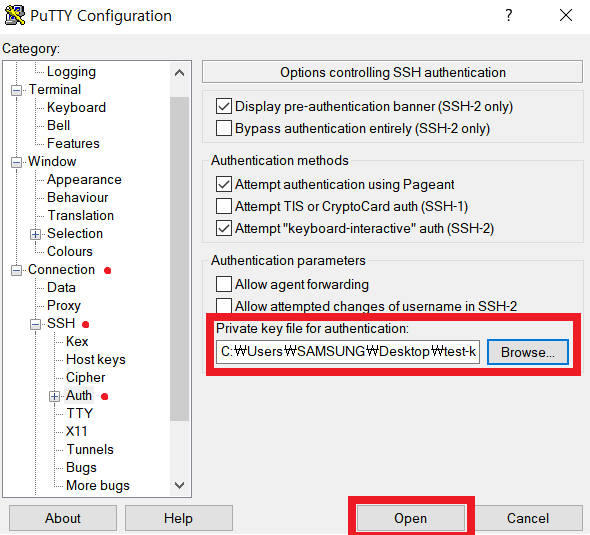 PuTTY Configuration
Category:
Logging
Terminal
Keyboard
Bell
Features
Window
Appearance
Behaviour
Translation
Selection
Colours
Connection
Data
Proxy
SSH
Kex
Host keys
Cipher
Auth
TTY
X11
Tunnels
Bugs
More bugs
Options controlling SSH authentication
Display pre-authentication banner (SSH-2 only)
Bypass authentication entirely (SSH-2 only)
Authentication methods
Attempt authentication using Pageant
Attempt TIS or CryptoCard auth (SSH-1)
Attempt "keyboard-interactive" auth (SSH-2)
Authentication parameters
Allow agent forwarding
Allow attempted changes of username in SSH-2
Private key file for authentication:
C:₩Users₩SAMSUNG₩Desktop₩test-k
Browse...
About
Help
Open
Cancel